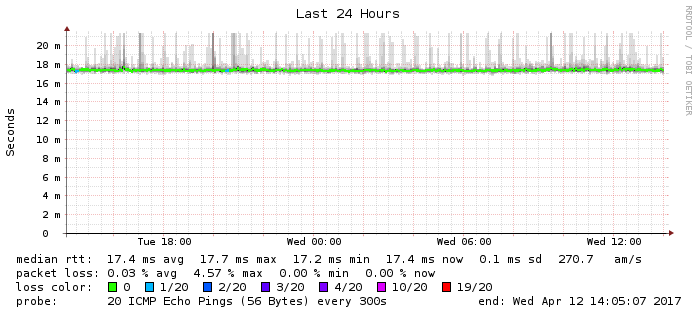 Last 24 Hours
RRDTOOL / TOBI OETIKER
Seconds
20 m
18 m
16 m
14 m
12 m
10 m
8 m
6 m
4 m
2 m
0
Tue 18:00 Wed 00:00 Wed 06:00 Wed 12:00
median rtt: 17.4 ms avg 17.7 ms max 17.2 ms min 17.4 ms now 0.1 ms sd 270.7 am/s
packet loss: 0.03 % avg 4.57 % max 0.00 % min 0.00 % now
loss color: 0 1/20 2/20 3/20 4/20 10/20 19/20
probe: 20 ICMP Echo Pings (56 Bytes) every 300s end: Wed Apr 12 14:05:07 2017